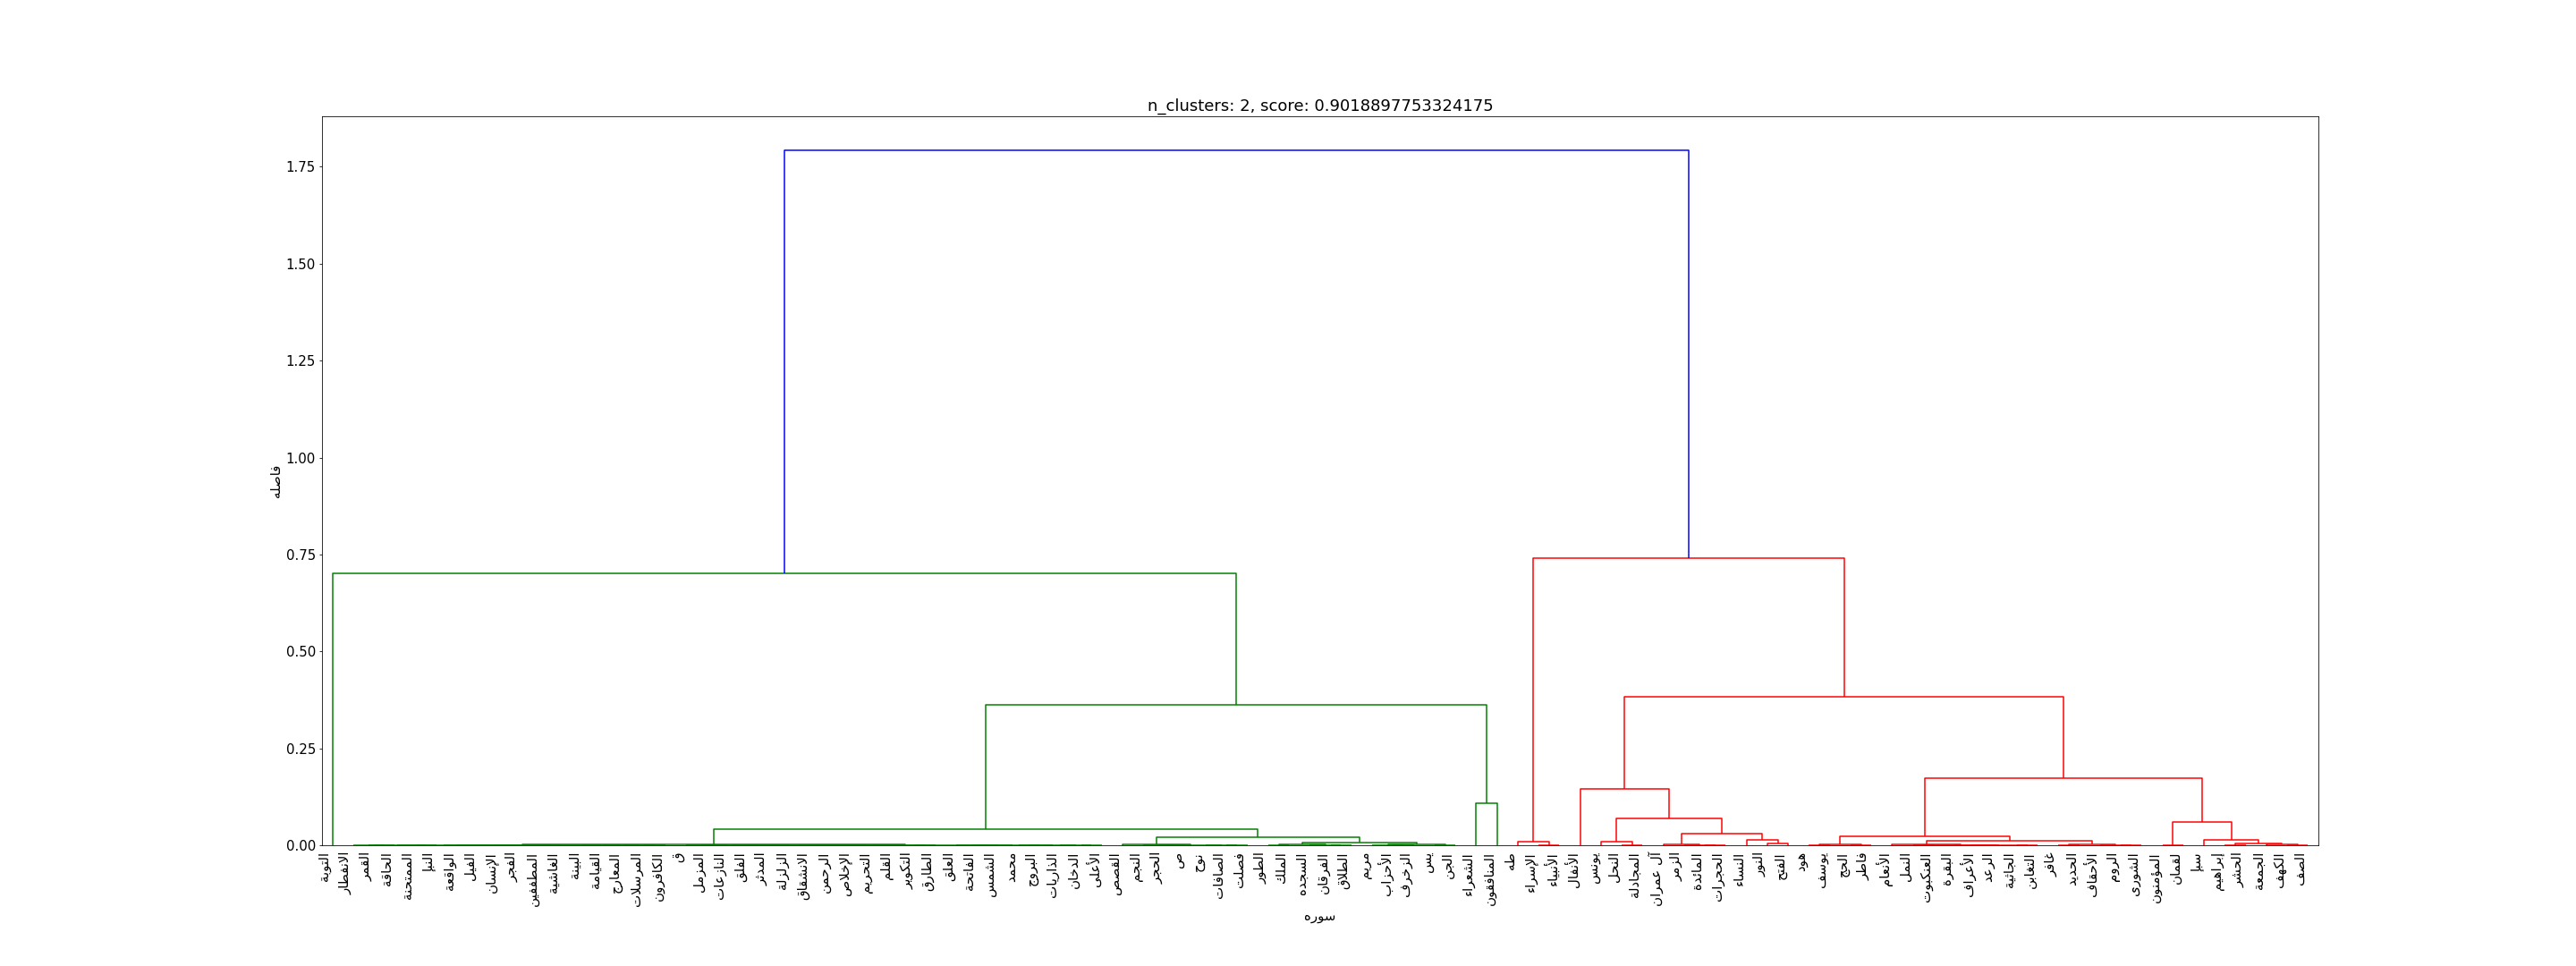 n_clusters: 2, score: 0.9018897753324175
1.75
1.50
1.25
1.00
0.75
0.50
0.25
0.00
فاصله
التوبة
الانفطار
القمر
الحاقة
الممتحنة
النبإ
الواقعة
الفيل
الإنسان
الفجر
المطففين
الغاشية
البينة
القيامة
المعارج
المرسلات
الكافرون
ق
المزمل
النازعات
الفلق
المدثر
الزلزلة
الانشقاق
الرحمن
الإخلاص
التحريم
القلم
التكوير
الطارق
العلق
الفاتحة
الشمس
محمد
البروج
الذاريات
الدخان
الأعلى
القصص
النجم
الحجر
ص
نوح
الصافات
فصلت
الطور
الملك
السجده
الفرقان
الطلاق
مريم
الأحزاب
الزخرف
يس
الجن
الشعراء
المنافقون
طه
الإسراء
الأنبياء
الأنفال
يونس
النحل
المجادلة
آل عمران
الزمر
المائدة
الحجرات
النساء
النور
الفتح
هود
يوسف
الحج
فاطر
الأنعام
النمل
العنكبوت
البقرة
الأعراف
الرعد
الجاثية
التغابن
غافر
الحديد
الأحقاف
الروم
الشورى
المؤمنون
لقمان
سبإ
إبراهيم
الحشر
الجمعة
الكهف
الصف
سوره